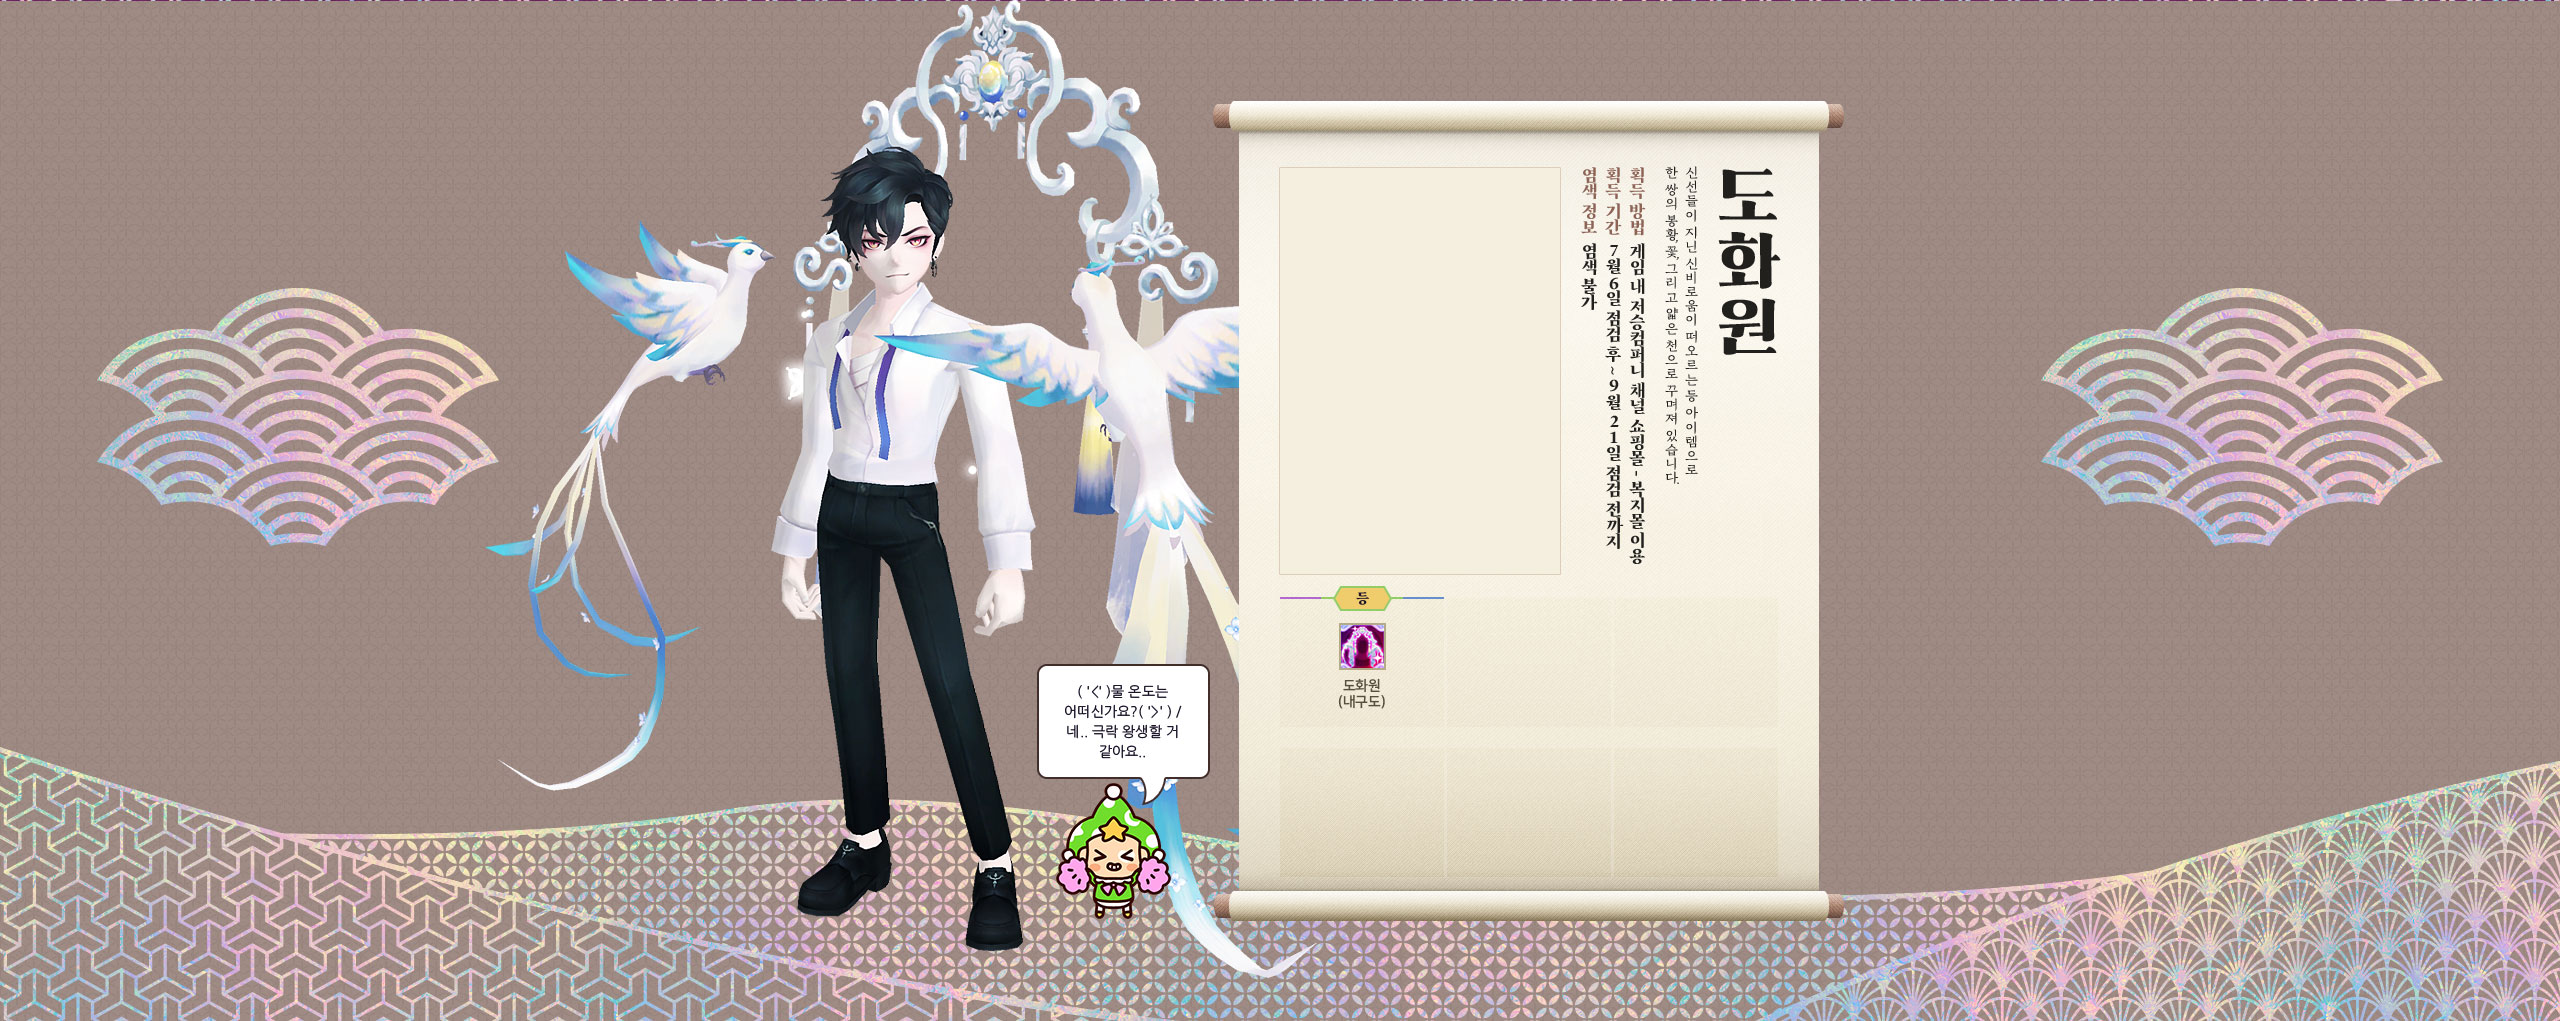 도화원
신선들이 지닌 신비로움이 떠오르는 등 아이템으로
한 쌍의 봉황, 꽃, 그리고 얇은 천으로 꾸며져 있습니다.
획득 방법 게임 내 저승컴퍼니 채널 쇼핑몰 - 복지몰 이용
획득 기간 7월 6일 점검 후 ~ 9월 21일 점검 전까지
염색 정보 염색 불가
등
도화원
(내구도)
( '<' )물 온도는
어떠신가요?( '>' ) /
네.. 극락 왕생할 거
같아요..